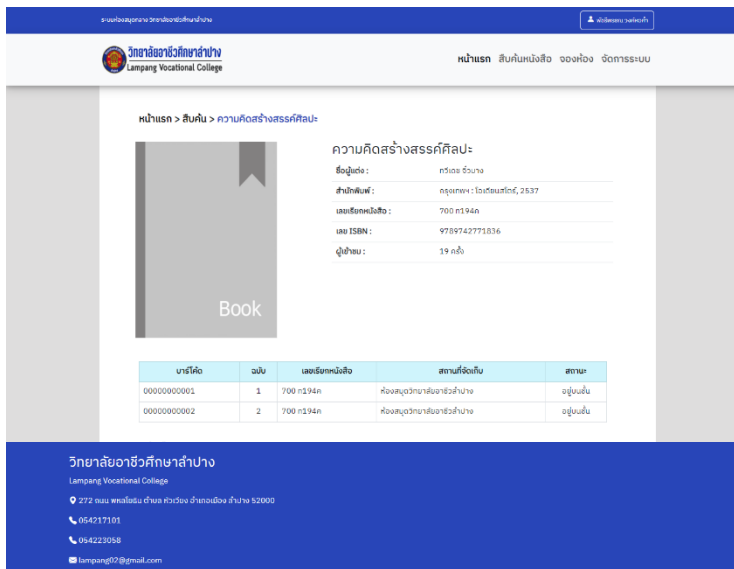 ระบบห้องสมุดกลาง วิทยาลัยอาชีวศึกษาลำปาง
วิทยาลัยอาชีวศึกษาลำปาง
Lampang Vocational College
หน้าแรก สืบค้นหนังสือ จองห้อง จัดการระบบ
หน้าแรก > สืบค้น > ความคิดสร้างสรรค์ศิลปะ
Book
ความคิดสร้างสรรค์ศิลปะ
ชื่อผู้แต่ง :
สำนักพิมพ์ : กรุงเทพฯ : โอเดียนสโตร์, 2537
เลขเรียกหนังสือ : 700 ท194ค
เลข ISBN : 9789742771836
ผู้เข้าชม : 19 ครั้ง
บาร์โค้ด ฉบับ เลขเรียกหนังสือ สถานที่จัดเก็บ สถานะ
00000000001 1 700 ท194ค ห้องสมุดวิทยาลัยอาชีวลำปาง อยู่บนชั้น
00000000002 2 700 ท194ค ห้องสมุดวิทยาลัยอาชีวลำปาง อยู่บนชั้น
วิทยาลัยอาชีวศึกษาลำปาง
Lampang Vocational College
272 ถนน พหลโยธิน ตำบล หัวเวียง อำเภอเมือง ลำปาง 52000
054217101
054223058
lampang02@gmail.com